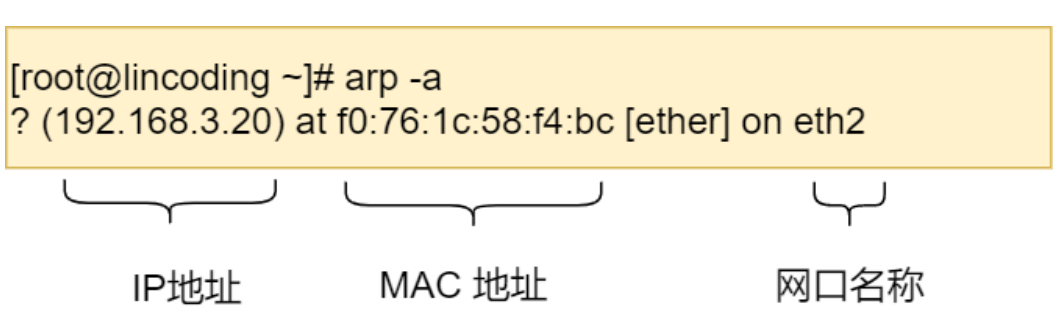 [root@lincoding ~]# arp -a
? (192.168.3.20) at f0:76:1c:58:f4:bc [ether] on eth2
IP地址 MAC 地址 网口名称